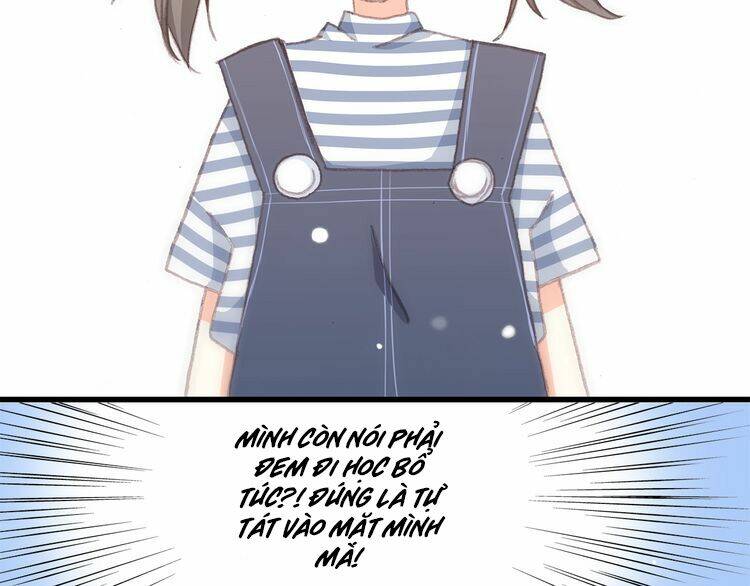 MÌNH CÒN NÓI PHẢI
ĐEM ĐI HỌC BỔ
TÚC?! ĐÚNG LÀ TỰ
TÁT VÀO MẶT MÌNH
MÀ!